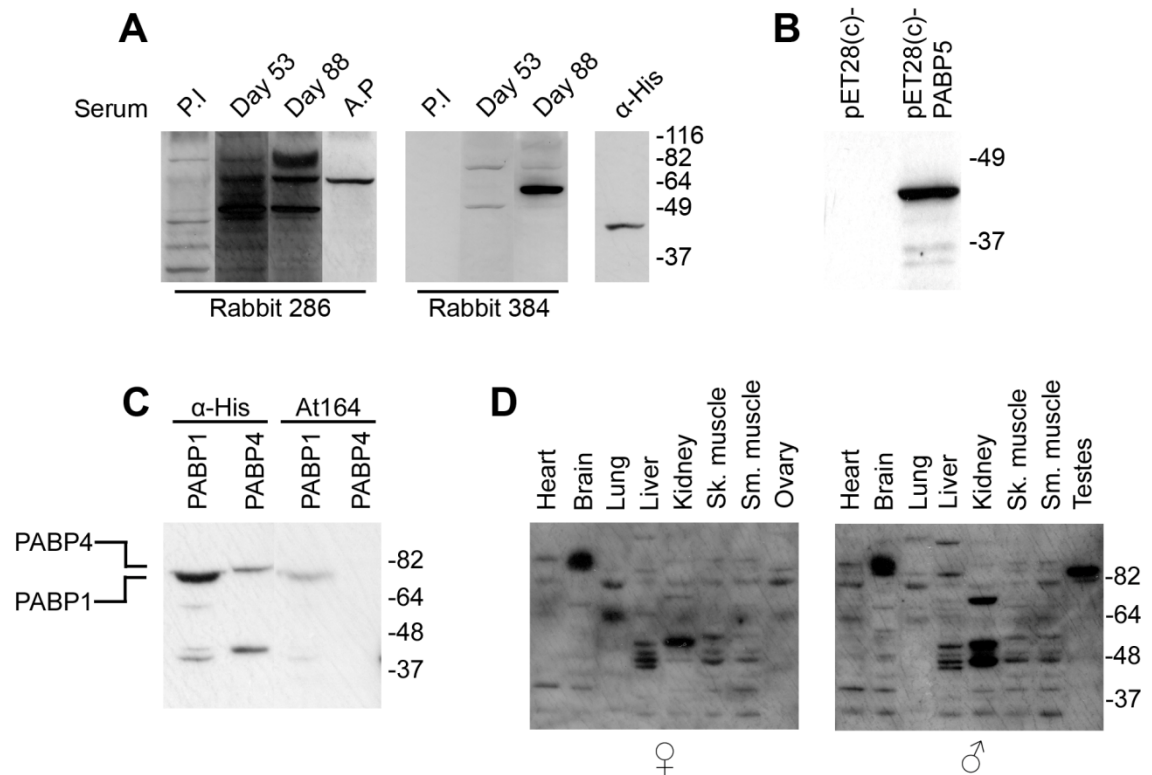 A
Serum
P.I
Day 53
Day 88
A.P
P.I
Day 53
Day 88
α-His
-116
-82
-64
-49
-37
Rabbit 286
Rabbit 384
B
pET28(c)-
pET28(c)-
PABP5
-49
-37
C
α-His
At164
PABP1
PABP4
PABP1
PABP4
PABP4
PABP1
-82
-64
-48
-37
D
Heart
Brain
Lung
Liver
Kidney
Sk. muscle
Sm. muscle
Ovary
Heart
Brain
Lung
Liver
Kidney
Sk. muscle
Sm. muscle
Testes
-82
-64
-48
-37
♀
♂